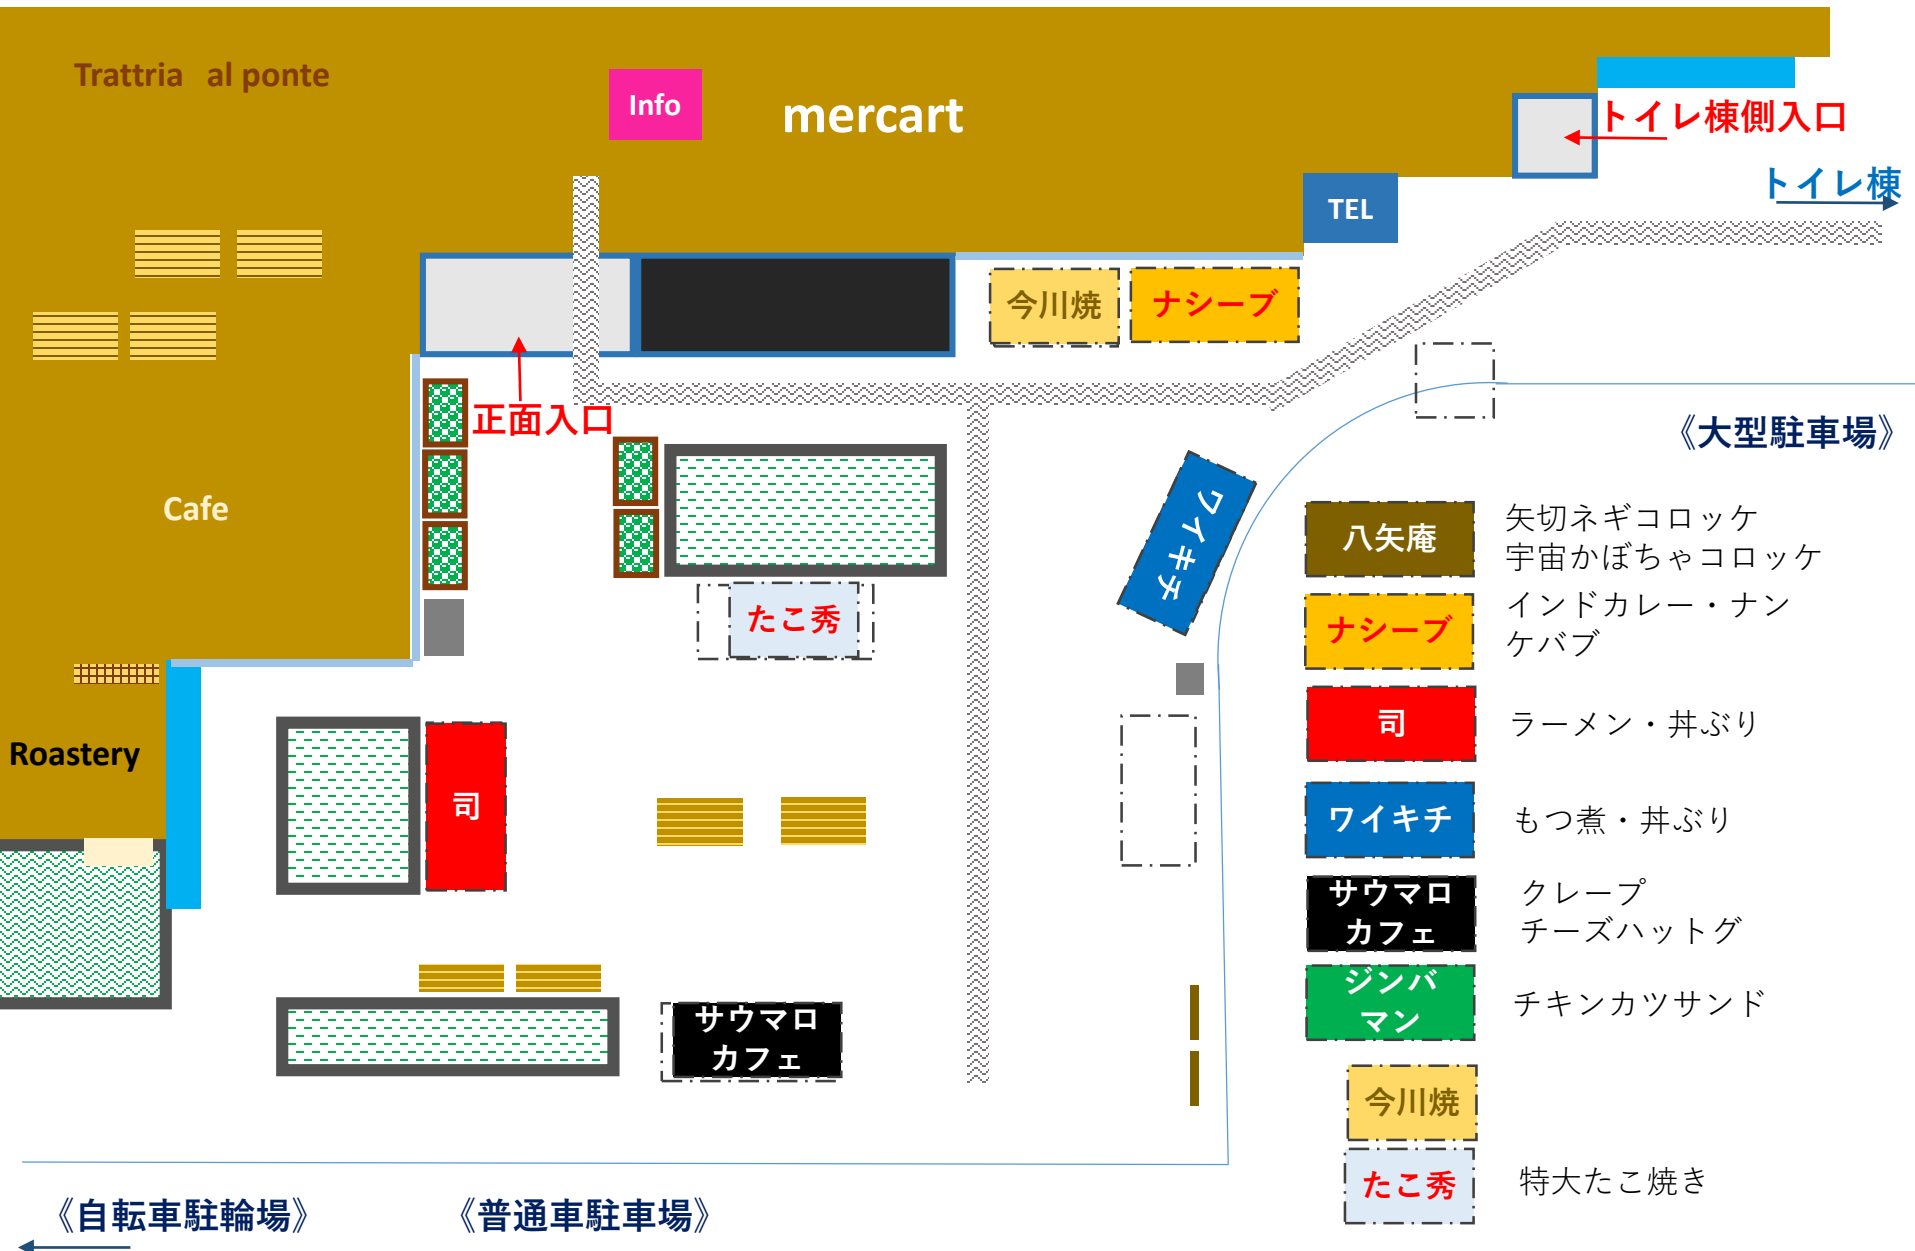 Trattria al ponte
Info
mercart
トイレ棟側入口
トイレ棟
TEL
今川焼
ナシーブ
正面入口
《大型駐車場》
Cafe
ワイキチ
たこ秀
Roastery
司
サウマロ
カフェ
八矢庵
矢切ネギコロッケ
宇宙かぼちゃコロッケ
ナシーブ
インドカレー・ナン
ケバブ
司
ラーメン・丼ぶり
ワイキチ
もつ煮・丼ぶり
サウマロ
カフェ
クレープ
チーズハットグ
ジンバ
マン
チキンカツサンド
今川焼
たこ秀
特大たこ焼き
《自転車駐輪場》
《普通車駐車場》